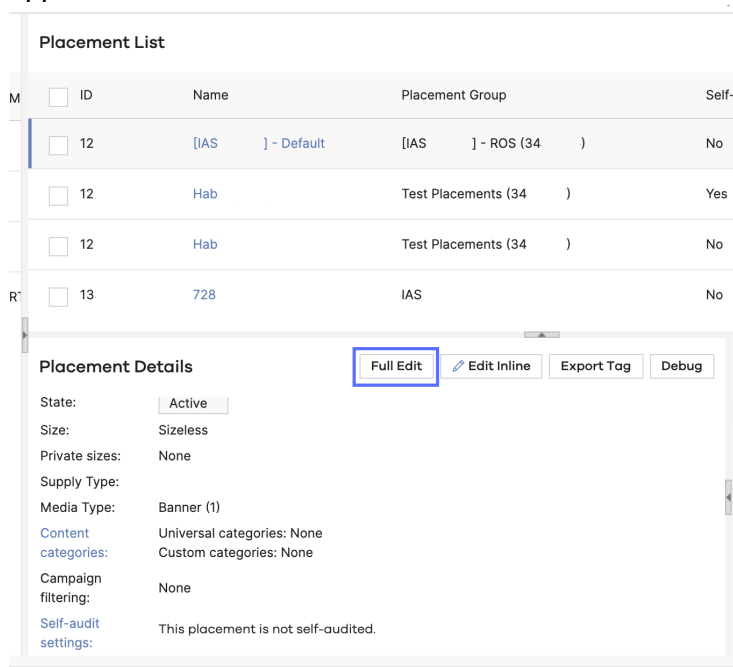 Placement List
ID Name Placement Group Self-
12 [IAS ] - Default [IAS ] - ROS (34 ) No
12 Hab Test Placements (34 ) Yes
12 Hab Test Placements (34 ) No
13 728 IAS No
Placement Details Full Edit Edit Inline Export Tag Debug
State: Active
Size: Sizeless
Private sizes: None
Supply Type:
Media Type: Banner (1)
Content categories: Universal categories: None
Custom categories: None
Campaign filtering: None
Self-audit settings: This placement is not self-audited.